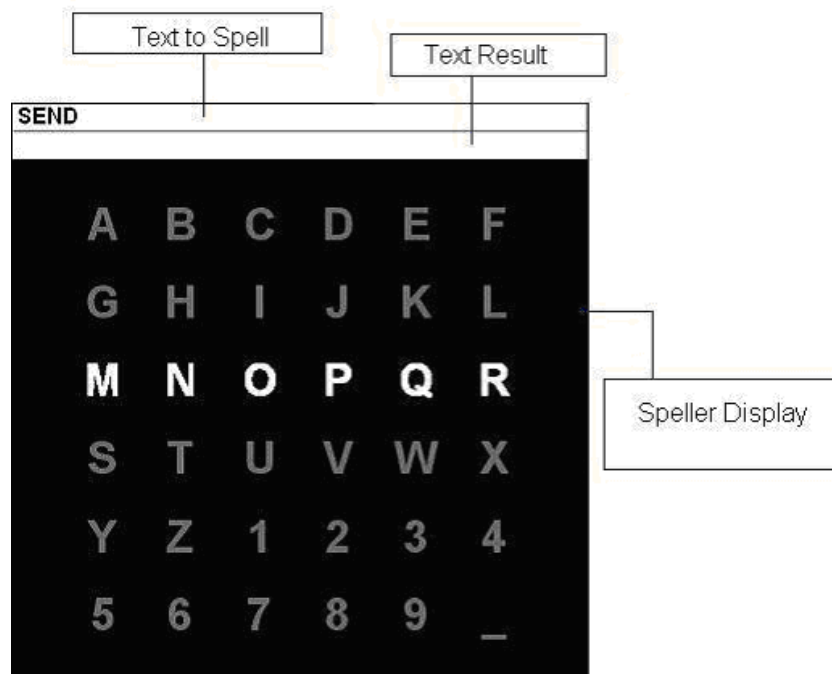 Text to Spell
Text Result
SEND
A B C D E F
G H I J K L
M N O P Q R
Speller Display
S T U V W X
Y Z 1 2 3 4
5 6 7 8 9 _